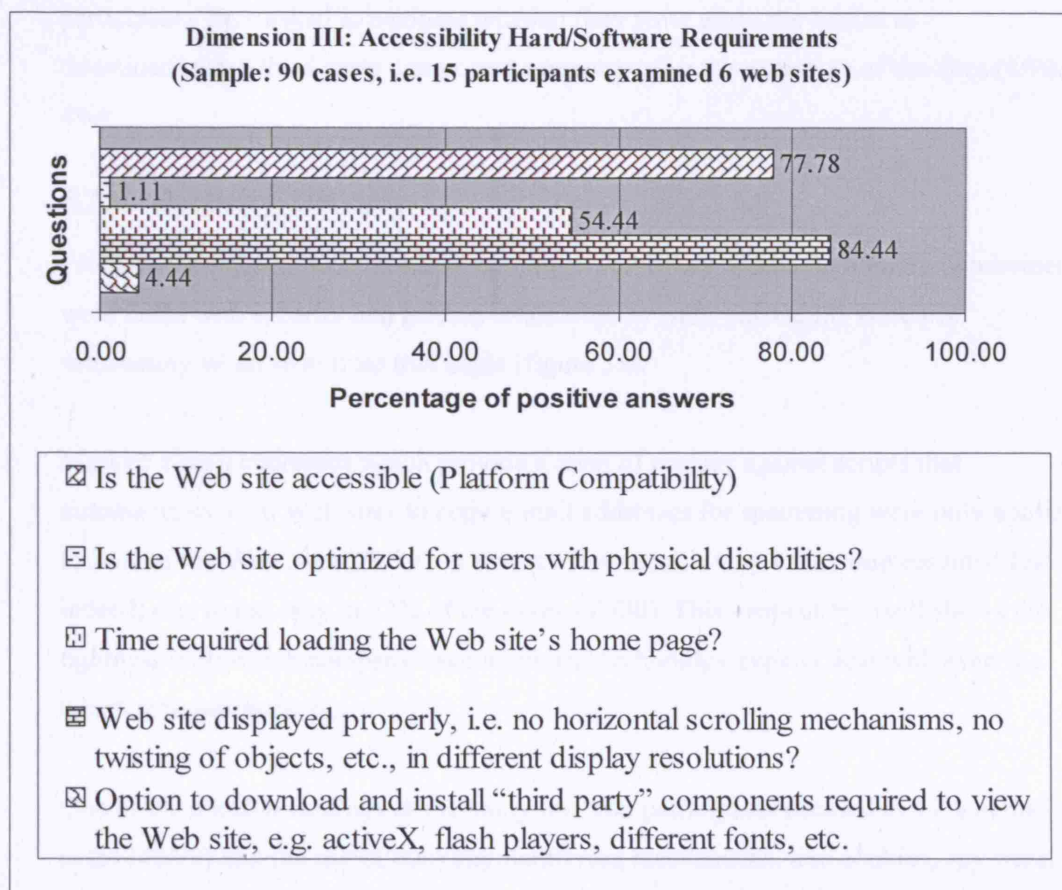 Dimension III: Accessibility Hard/Software Requirements
(Sample: 90 cases, i.e. 15 participants examined 6 web sites)
Questions
77.78
1.11
54.44
84.44
4.44
0.00 20.00 40.00 60.00 80.00 100.00
Percentage of positive answers
Is the Web site accessible (Platform Compatibility)
Is the Web site optimized for users with physical disabilities?
Time required loading the Web site’s home page?
Web site displayed properly, i.e. no horizontal scrolling mechanisms, no
twisting of objects, etc., in different display resolutions?
Option to download and install “third party” components required to view
the Web site, e.g. activeX, flash players, different fonts, etc.